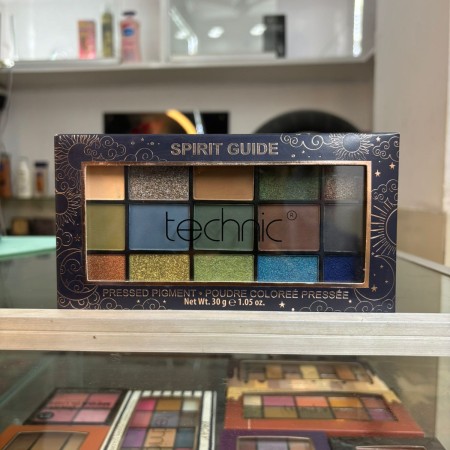 SPIRIT GUIDE
technic
PRESSED PIGMENT • POUDRE COLORÉE PRESSÉE
Net Wt. 30 g ℮ 1.05 oz.